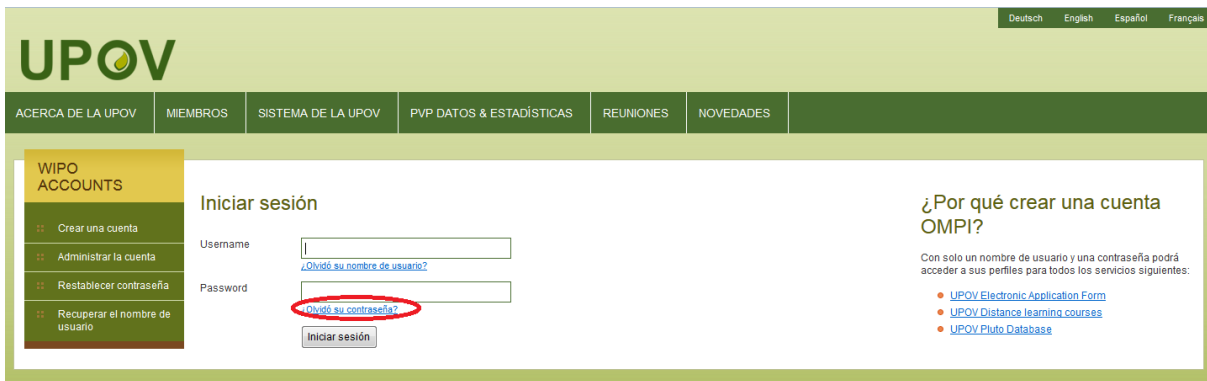 Deutsch English Español Français
UPOV
ACERCA DE LA UPOV MIEMBROS SISTEMA DE LA UPOV PVP DATOS & ESTADÌSTICAS REUNIONES NOVEDADES
WIPO
ACCOUNTS
Crear una cuenta
Administrar la cuenta
Restablecer contraseña
Recuperar el nombre de
usuario
Iniciar sesión
Username
¿Olvidó su nombre de usuario?
Password
¿Olvidó su contraseña?
Iniciar sesión
¿Por qué crear una cuenta
OMPI?
Con solo un nombre de usuario y una contraseña podrá
acceder a sus perfiles para todos los servicios siguientes:
UPOV Electronic Application Form
UPOV Distance learning courses
UPOV Pluto Database